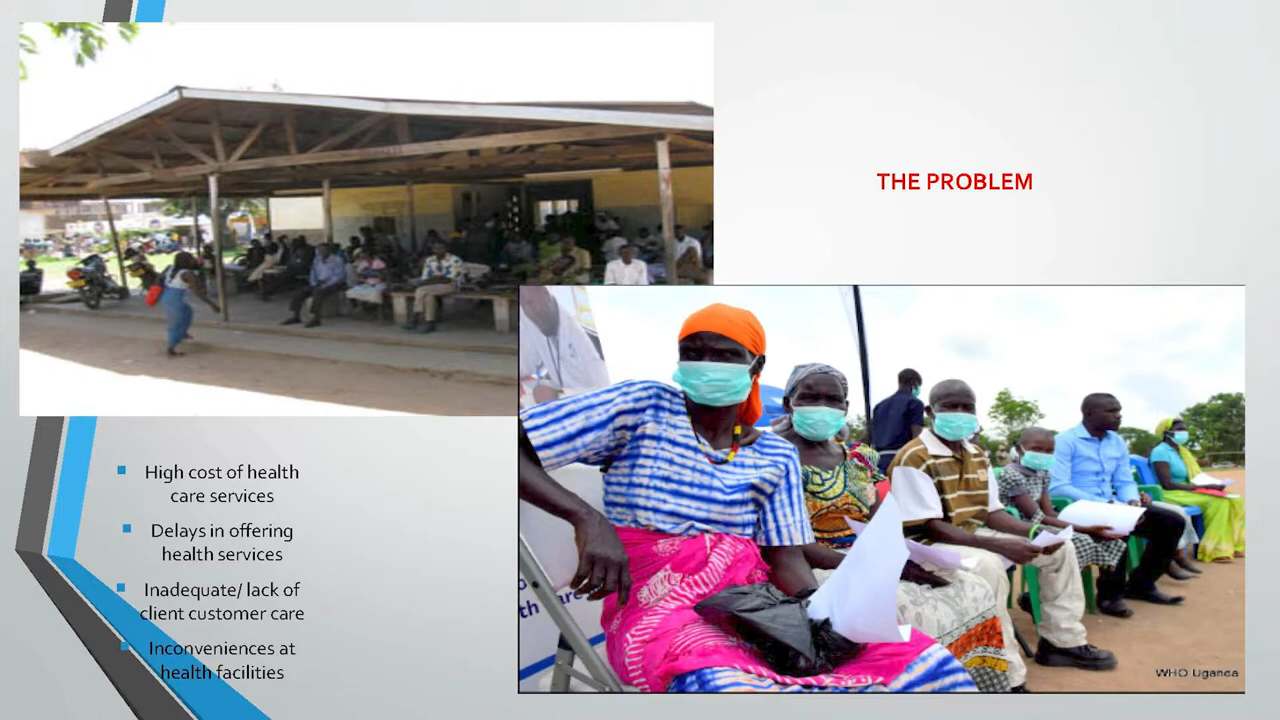 THE PROBLEM
High cost of health
care services
Delays in offering
health services
Inadequate/ lack of
client customer care
Inconveniences at
health facilities
WHO Uganda